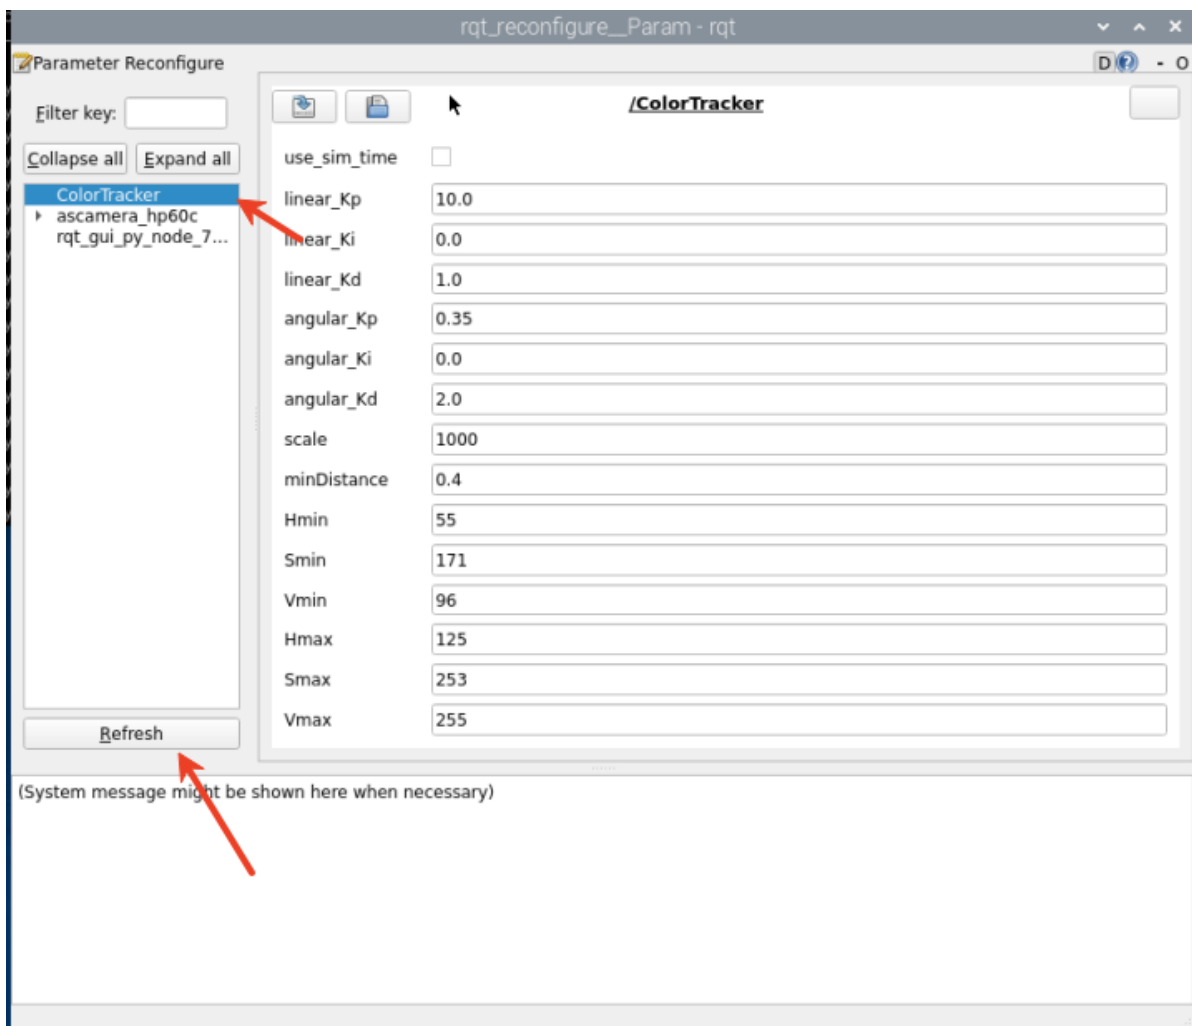 rqt_reconfigure__Param - rqt
Parameter Reconfigure
D - O
Filter key:
/ColorTracker
Collapse all Expand all
ColorTracker
ascamera_hp60c
rqt_gui_py_node_7...
use_sim_time
linear_Kp 10.0
linear_Ki 0.0
linear_Kd 1.0
angular_Kp 0.35
angular_Ki 0.0
angular_Kd 2.0
scale 1000
minDistance 0.4
Hmin 55
Smin 171
Vmin 96
Hmax 125
Smax 253
Vmax 255
Refresh
(System message might be shown here when necessary)